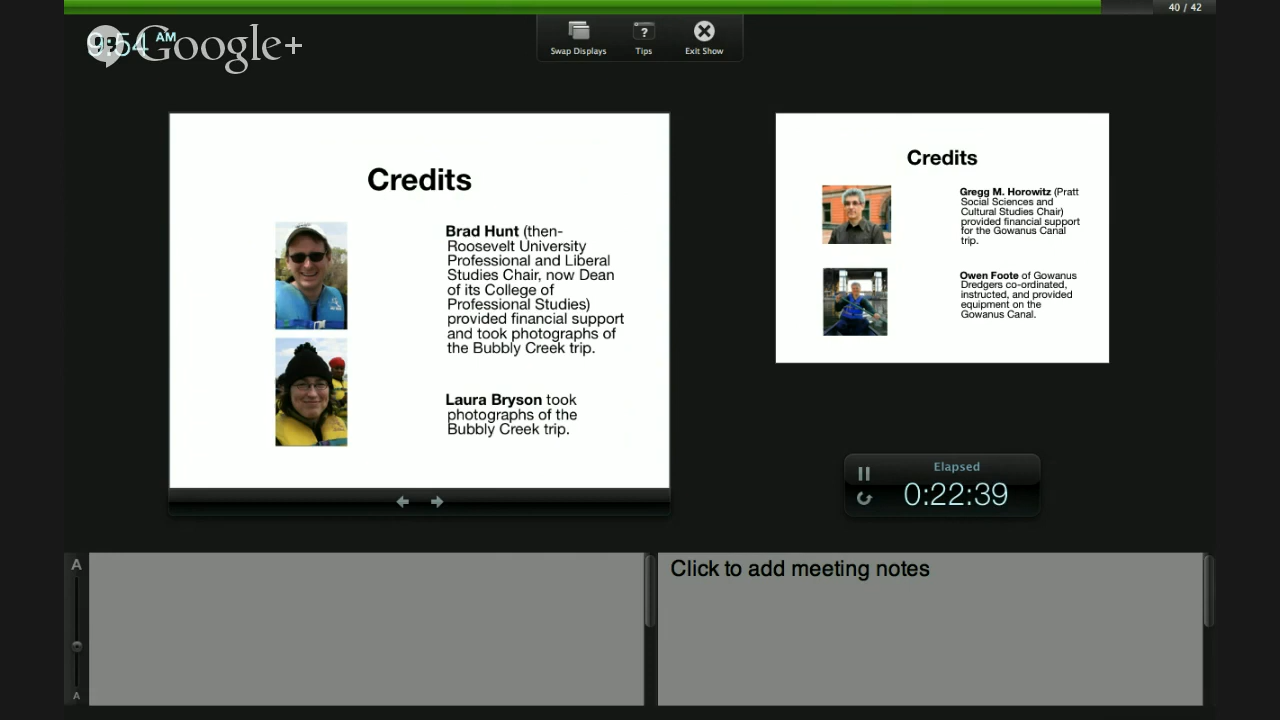 40 / 42
9:54 AM
Google+
Swap Displays
Tips
Exit Show
Credits
Brad Hunt (then-
Roosevelt University
Professional and Liberal
Studies Chair, now Dean
of its College of
Professional Studies)
provided financial support
and took photographs of
the Bubbly Creek trip.
Laura Bryson took
photographs of the
Bubbly Creek trip.
Credits
Gregg M. Horowitz (Pratt
Social Sciences and
Cultural Studies Chair)
provided financial support
for the Gowanus Canal
trip.
Owen Foote of Gowanus
Dredgers co-ordinated,
instructed, and provided
equipment on the
Gowanus Canal.
Elapsed
0:22:39
A
A
Click to add meeting notes